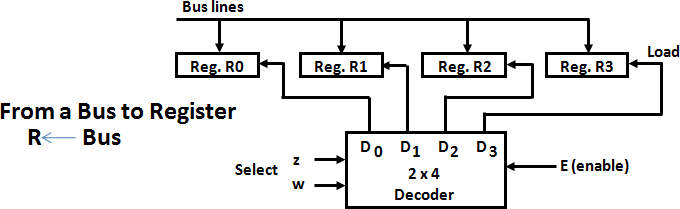 Bus lines
Load
Reg. R0 Reg. R1 Reg. R2 Reg. R3
From a Bus to Register
R Bus
D0 D1 D2 D3
Select z w
2 x 4
Decoder
E (enable)